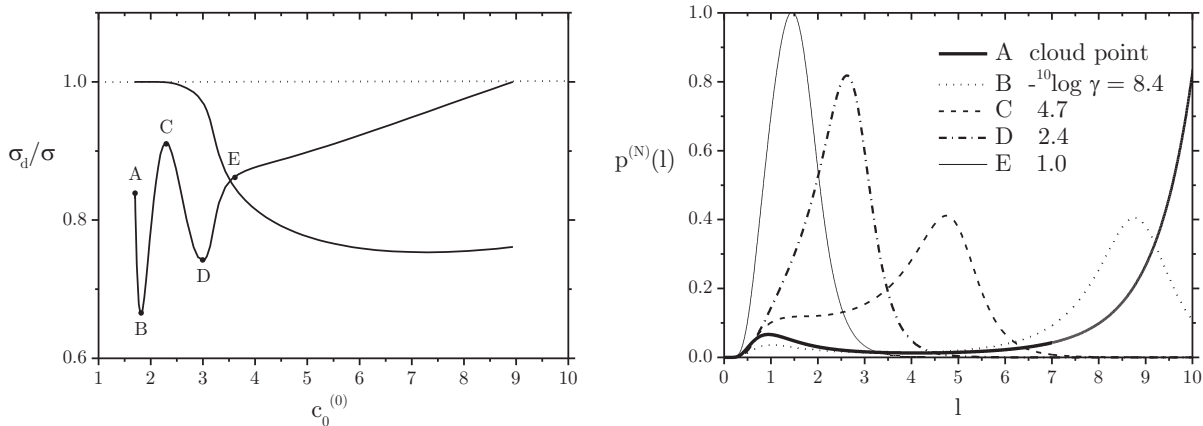 1.0
0.8
0.6
σd/σ
A
B
C
D
E
1 2 3 4 5 6 7 8 9 10
c0(0)
1.0
0.8
0.6
0.4
0.2
0.0
p(N)(l)
A cloud point
B -10log γ = 8.4
C 4.7
D 2.4
E 1.0
0 1 2 3 4 5 6 7 8 9 10
l